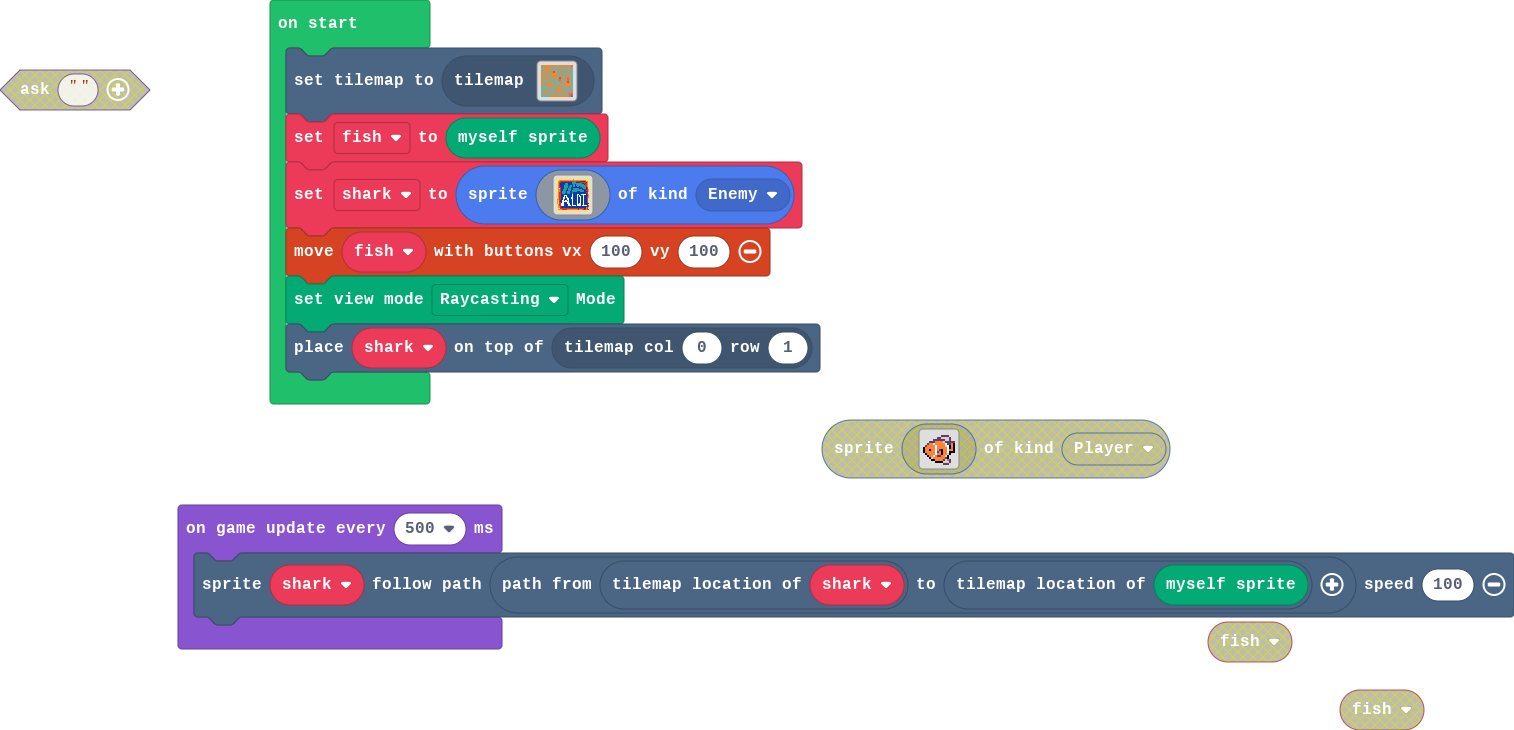 on start
set tilemap to tilemap
ask " "
set fish to myself sprite
set shark to sprite ALDI of kind Enemy
move fish with buttons vx 100 vy 100
set view mode Raycasting Mode
place shark on top of tilemap col 0 row 1
sprite of kind Player
on game update every 500 ms
sprite shark follow path path from tilemap location of shark to tilemap location of myself sprite speed 100
fish
fish